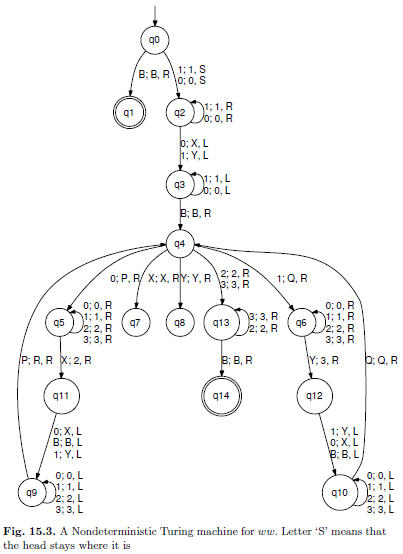 q0
B; B, R
1; 1, S
0; 0, S
q1
q2
1; 1, R
0; 0, R
0; X, L
1; Y, L
q3
1; 1, L
0; 0, L
B; B, R
q4
0; P, R
X; X, R
Y; Y, R
2; 2, R
3; 3, R
1; Q, R
q5
0; 0, R
1; 1, R
2; 2, R
3; 3, R
q7
q8
q13
3; 3, R
2; 2, R
q6
0; 0, R
1; 1, R
2; 2, R
3; 3, R
P; R, R
X; 2, R
B; B, R
Y; 3, R
Q; Q, R
q11
q14
q12
0; X, L
B; B, L
1; Y, L
1; Y, L
0; X, L
B; B, L
q9
0; 0, L
1; 1, L
2; 2, L
3; 3, L
q10
0; 0, L
1; 1, L
2; 2, L
3; 3, L
Fig. 15.3. A Nondeterministic Turing machine for ww. Letter ‘S’ means that
the head stays where it is